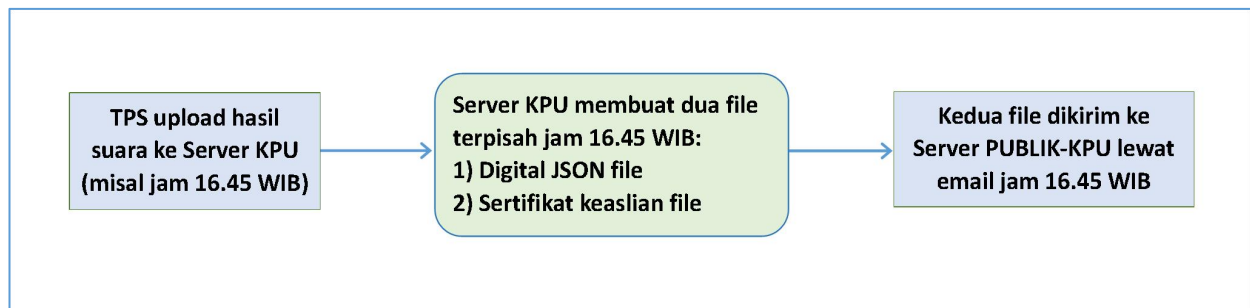 TPS upload hasil
suara ke Server KPU
(misal jam 16.45 WIB)
Server KPU membuat dua file
terpisah jam 16.45 WIB:
1) Digital JSON file
2) Sertifikat keaslian file
Kedua file dikirim ke
Server PUBLIK-KPU lewat
email jam 16.45 WIB